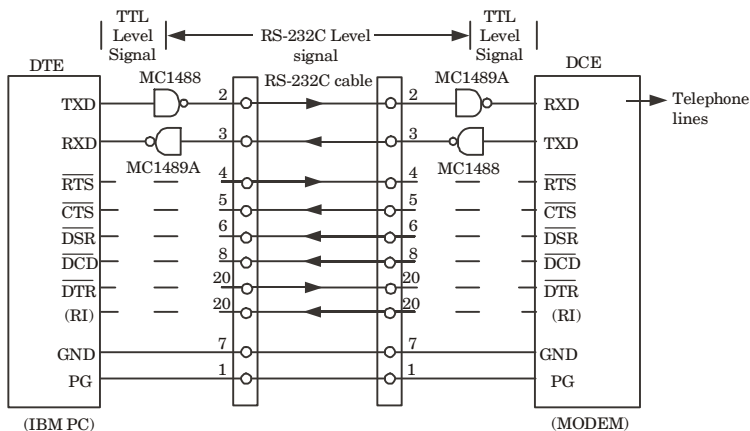 TTL Level Signal
RS-232C Level signal
TTL Level Signal
DTE
MC1488
RS-232C cable
MC1489A
DCE
TXD 2 2 RXD
Telephone lines
RXD 3 3 TXD
MC1489A
MC1488
RTS 4 4 RTS
CTS 5 5 CTS
DSR 6 6 DSR
DCD 8 8 DCD
DTR 20 20 DTR
(RI) 20 20 (RI)
GND 7 7 GND
PG 1 1 PG
(IBM PC)
(MODEM)